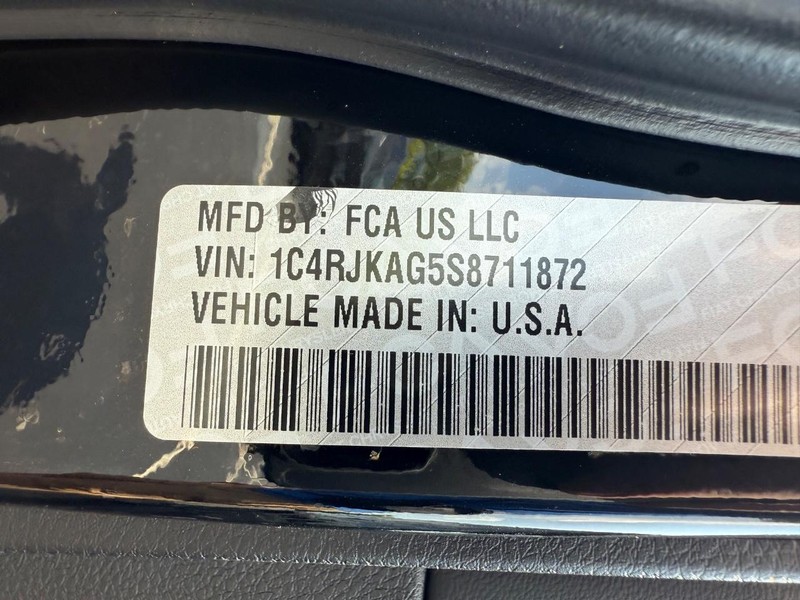 MFD BY: FCA US LLC
VIN: 1C4RJKAG5S8711872
VEHICLE MADE IN: U.S.A.